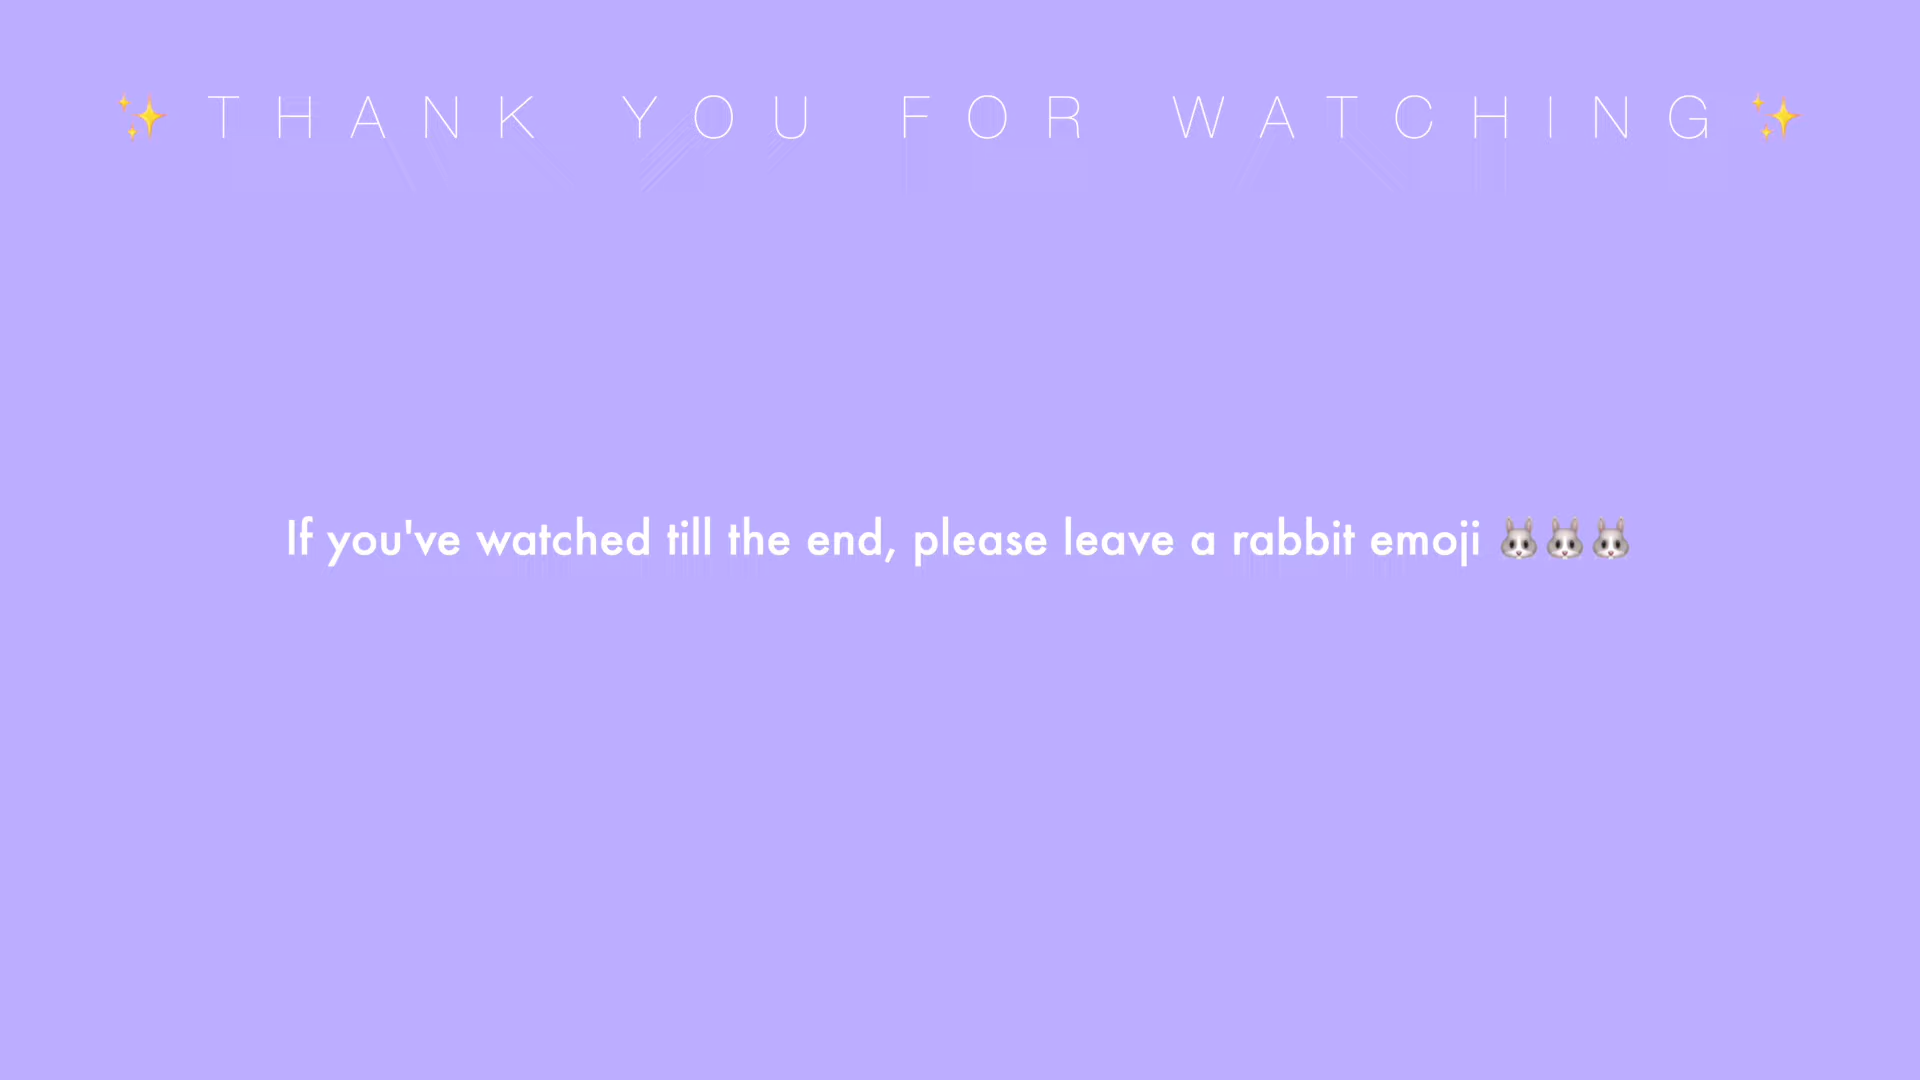 ✨ THANK YOU FOR WATCHING ✨
If you've watched till the end, please leave a rabbit emoji 🐰🐰🐰